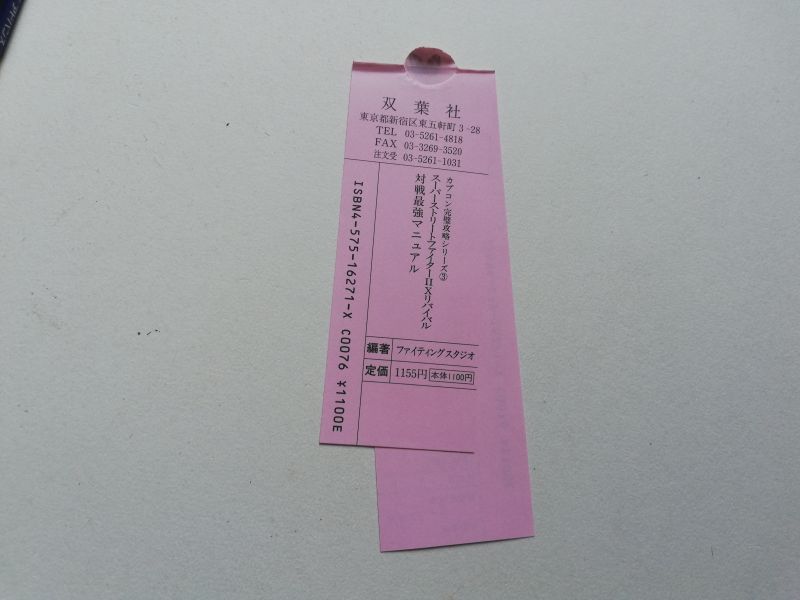 双葉社
東京都新宿区東五軒町3-28
TEL 03-5261-4818
FAX 03-3269-3520
注文受 03-5261-1031
カプコン完璧攻略シリーズ③
スーパーストリートファイターIIXリバイバル
対戦最強マニュアル
ISBN4-575-16271-X C0076 ¥1100E
編著 ファイティングスタジオ
定価 1155円 本体1100円